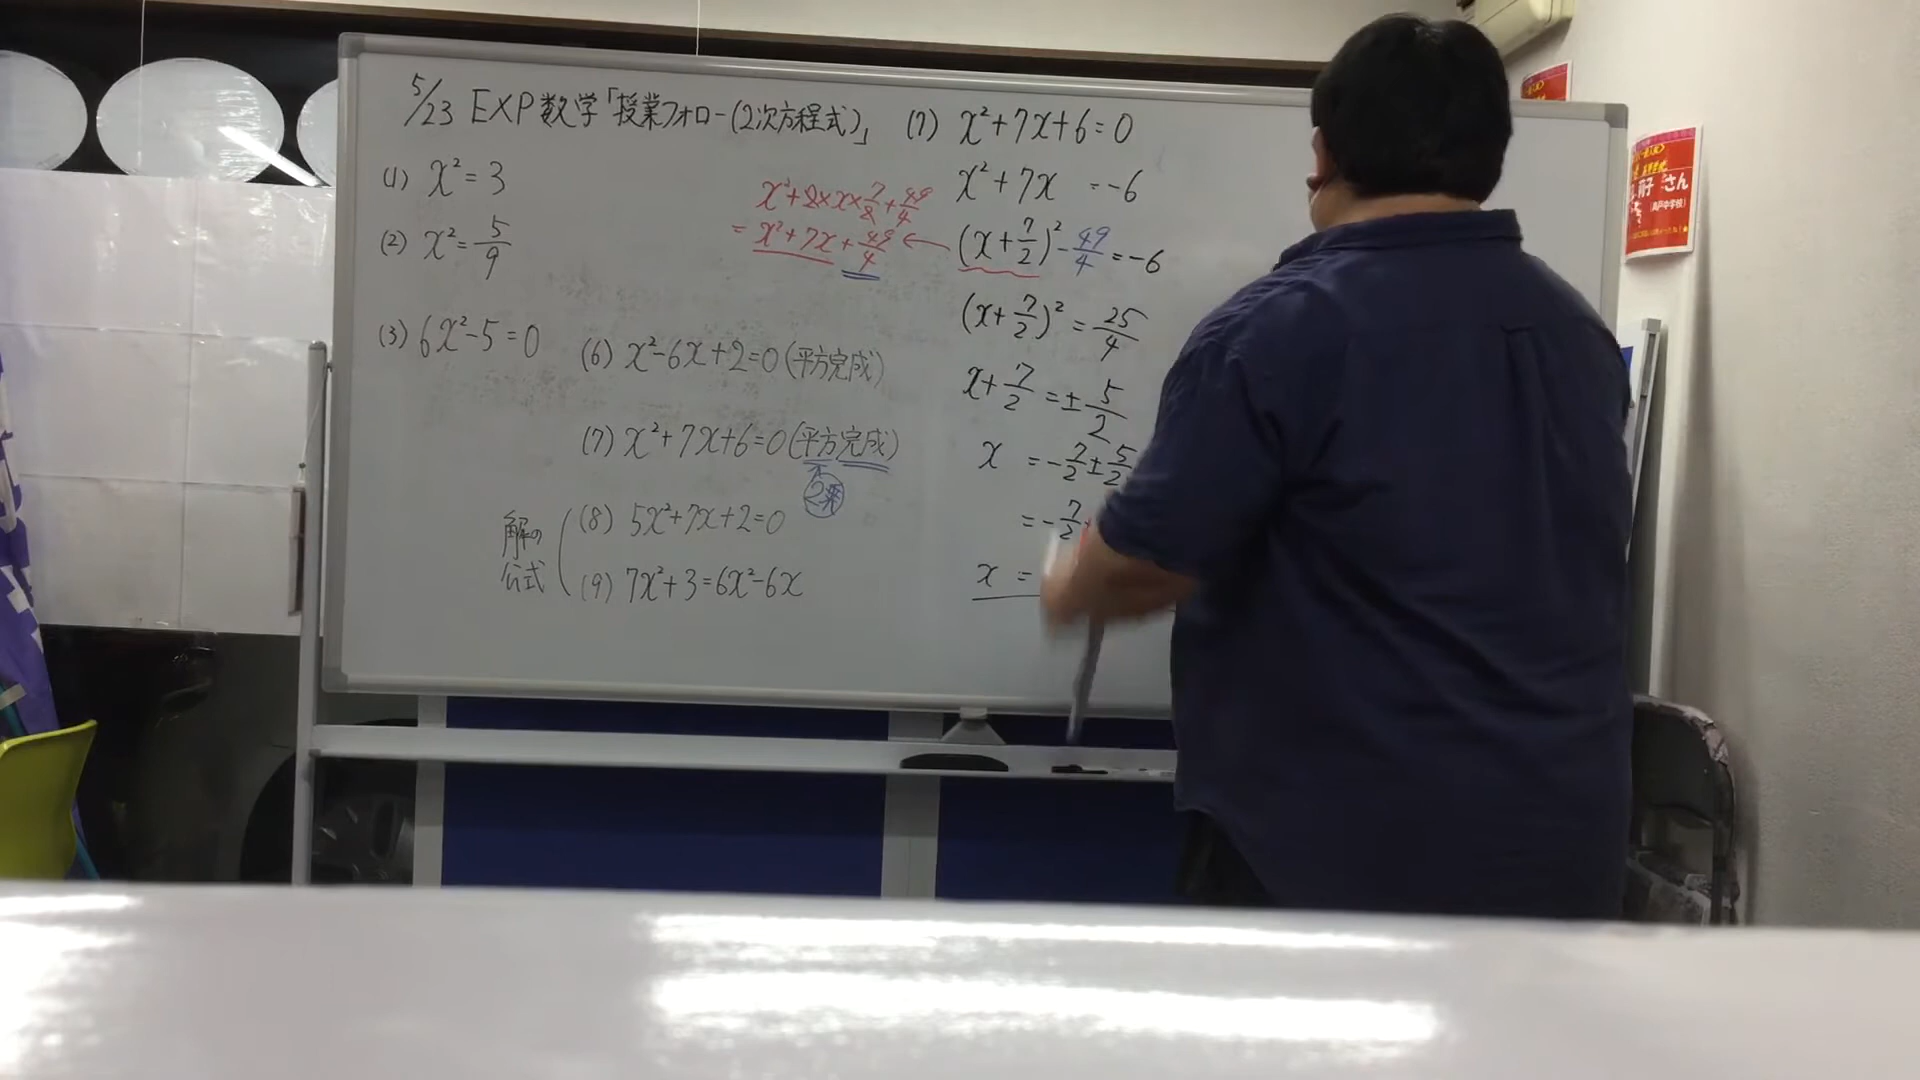 5/23 EXP 数学「授業フォロー(2次方程式)」
(1) x²=3
(2) x²=5/9
(3) 6x²-5=0
(6) x²-6x+2=0(平方完成)
(7) x²+7x+6=0(平方完成)
2乗
解の公式
(8) 5x²+7x+2=0
(9) 7x²+3=6x²-6x
x²+2×x×7/2+49/4
=x²+7x+49/4
(7) x²+7x+6=0
x²+7x =-6
(x+7/2)²-49/4=-6
(x+7/2)²=25/4
x+7/2=±5/2
x =-7/2±5/2
=-7/2
x =
さん